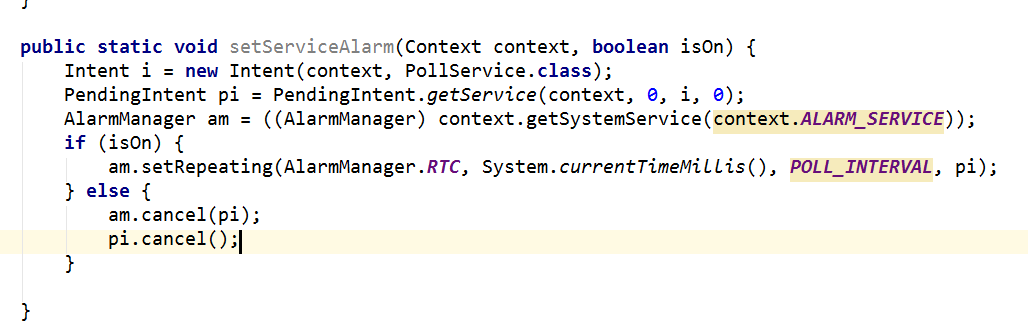 }
public static void setServiceAlarm(Context context, boolean isOn) {
    Intent i = new Intent(context, PollService.class);
    PendingIntent pi = PendingIntent.getService(context, 0, i, 0);
    AlarmManager am = ((AlarmManager) context.getSystemService(context.ALARM_SERVICE));
    if (isOn) {
        am.setRepeating(AlarmManager.RTC, System.currentTimeMillis(), POLL_INTERVAL, pi);
    } else {
        am.cancel(pi);
        pi.cancel();
    }
}